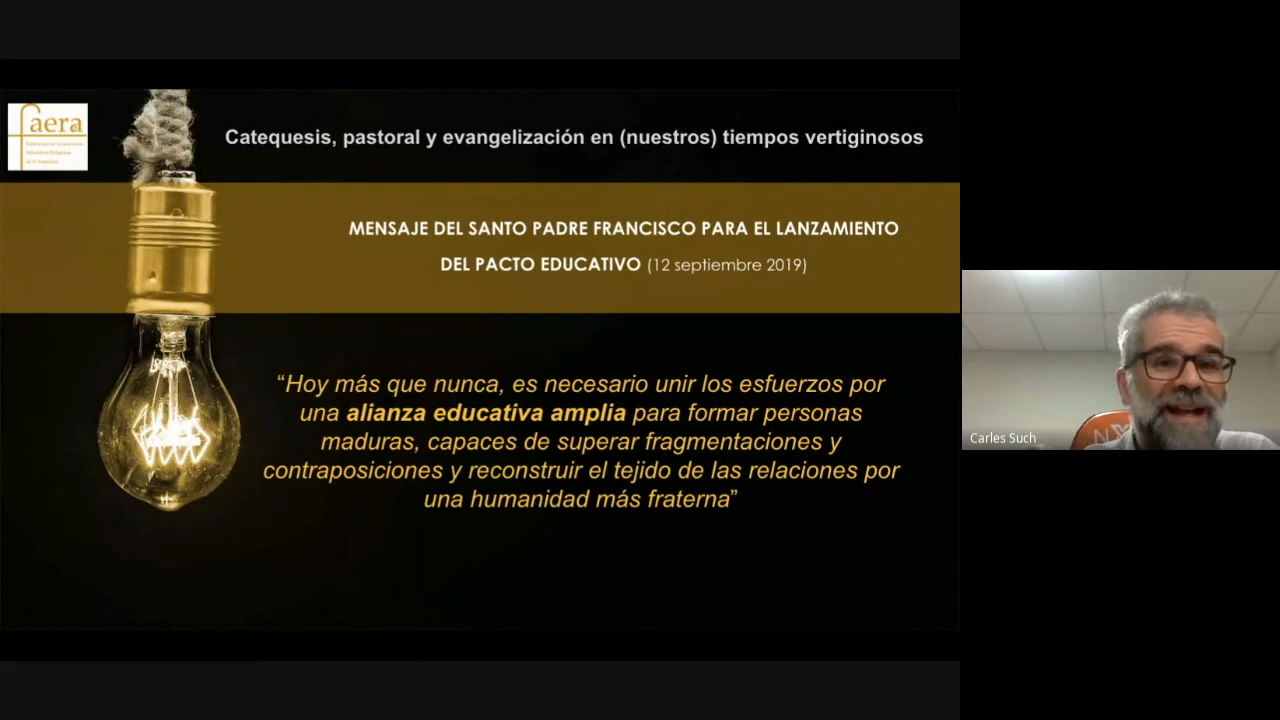 faera
Catequesis, pastoral y evangelización en (nuestros) tiempos vertiginosos
MENSAJE DEL SANTO PADRE FRANCISCO PARA EL LANZAMIENTO
DEL PACTO EDUCATIVO (12 septiembre 2019)
“Hoy más que nunca, es necesario unir los esfuerzos por
una alianza educativa amplia para formar personas
maduras, capaces de superar fragmentaciones y
contraposiciones y reconstruir el tejido de las relaciones por
una humanidad más fraterna”
Carles Such